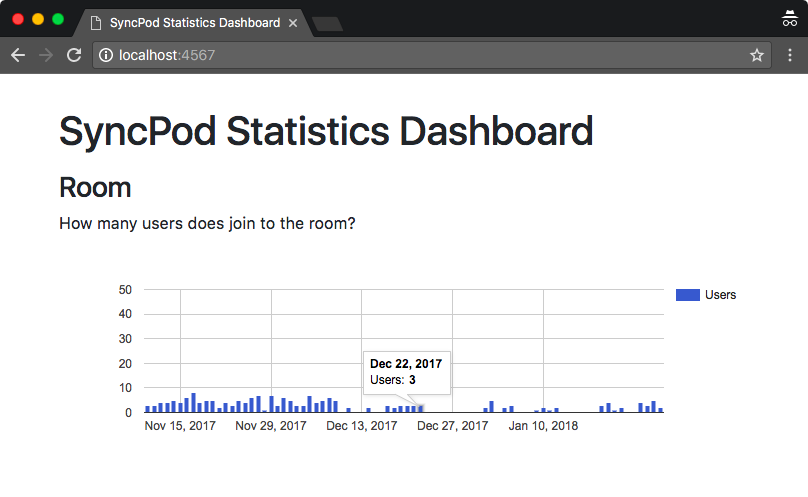 SyncPod Statistics Dashboard
localhost:4567
SyncPod Statistics Dashboard
Room
How many users does join to the room?
50
Users
40
30
20
Dec 22, 2017
Users: 3
10
0
Nov 15, 2017 Nov 29, 2017 Dec 13, 2017 Dec 27, 2017 Jan 10, 2018